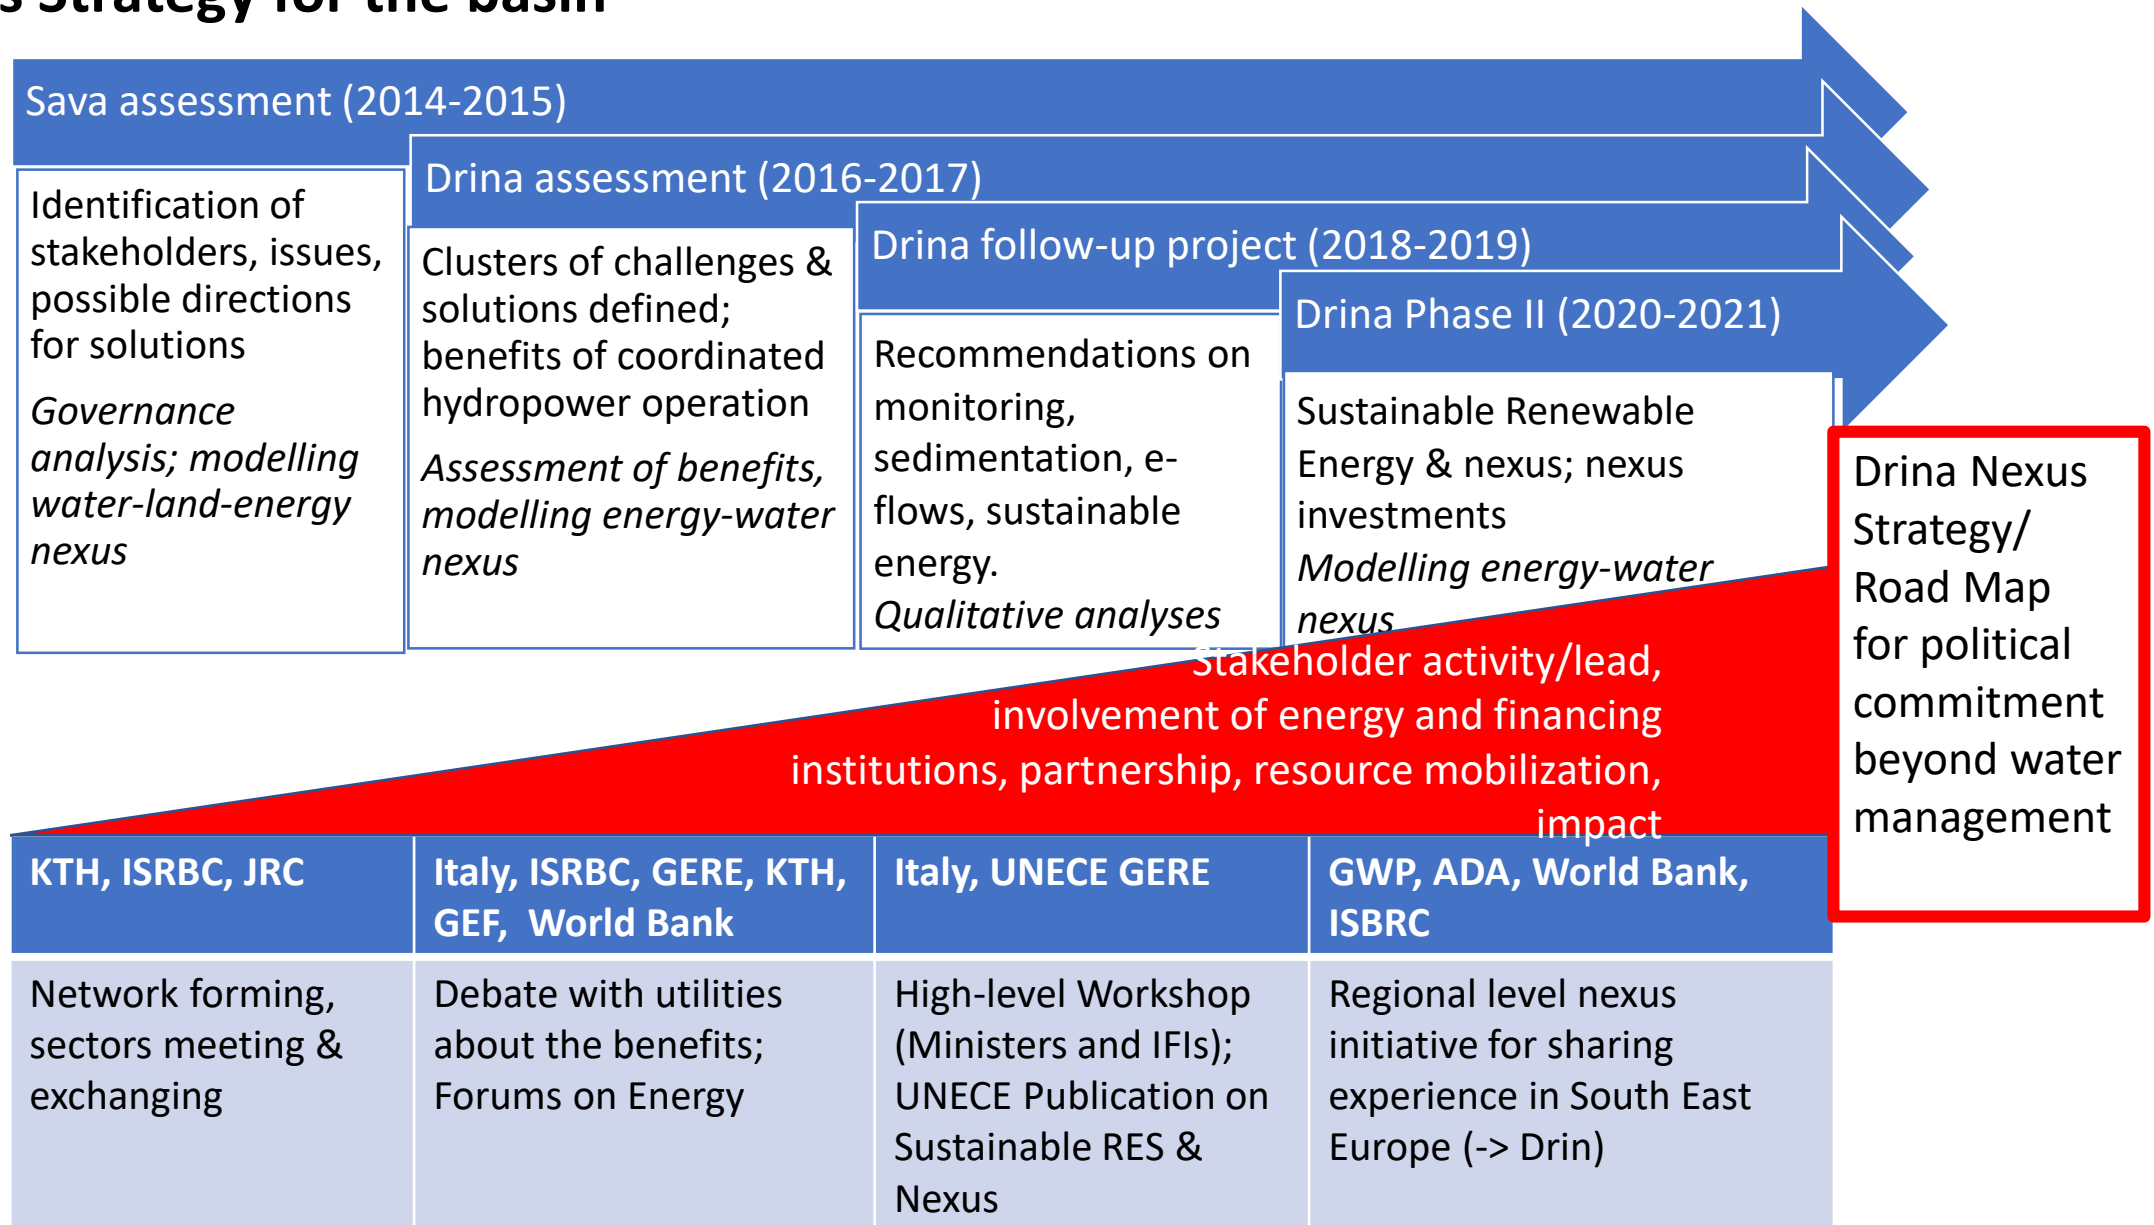 s Strategy for the basin
Sava assessment (2014-2015)
Identification of
stakeholders, issues,
possible directions
for solutions
Governance
analysis; modelling
water-land-energy
nexus
Drina assessment (2016-2017)
Clusters of challenges &
solutions defined;
benefits of coordinated
hydropower operation
Assessment of benefits,
modelling energy-water
nexus
Drina follow-up project (2018-2019)
Recommendations on
monitoring,
sedimentation, e-
flows, sustainable
energy.
Qualitative analyses
Drina Phase II (2020-2021)
Sustainable Renewable
Energy & nexus; nexus
investments
Modelling energy-water
nexus
Stakeholder activity/lead,
involvement of energy and financing
institutions, partnership, resource mobilization,
impact
Drina Nexus
Strategy/
Road Map
for political
commitment
beyond water
management
KTH, ISRBC, JRC
Italy, ISRBC, GERE, KTH,
GEF, World Bank
Italy, UNECE GERE
GWP, ADA, World Bank,
ISBRC
Network forming,
sectors meeting &
exchanging
Debate with utilities
about the benefits;
Forums on Energy
High-level Workshop
(Ministers and IFIs);
UNECE Publication on
Sustainable RES &
Nexus
Regional level nexus
initiative for sharing
experience in South East
Europe (-> Drin)